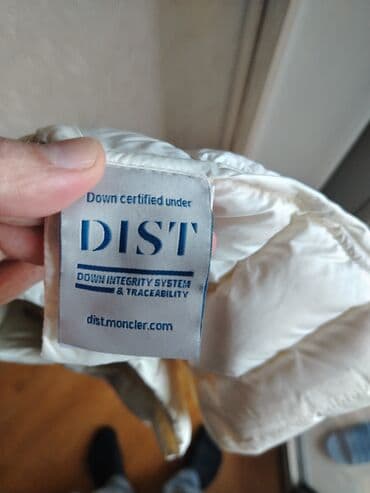 Down certified under
DIST
DOWN INTEGRITY SYSTEM
& TRACEABILITY
dist.moncler.com